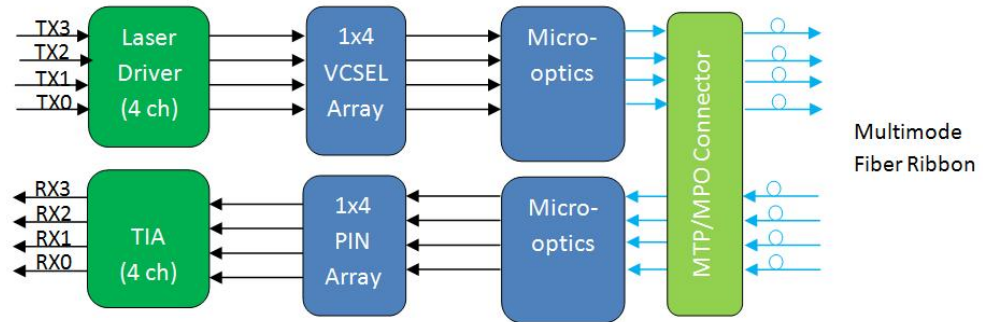 TX3
TX2
TX1
TX0
Laser
Driver
(4 ch)
1x4
VCSEL
Array
Micro-
optics
MTP/MPO Connector
Multimode
Fiber Ribbon
RX3
RX2
RX1
RX0
TIA
(4 ch)
1x4
PIN
Array
Micro-
optics